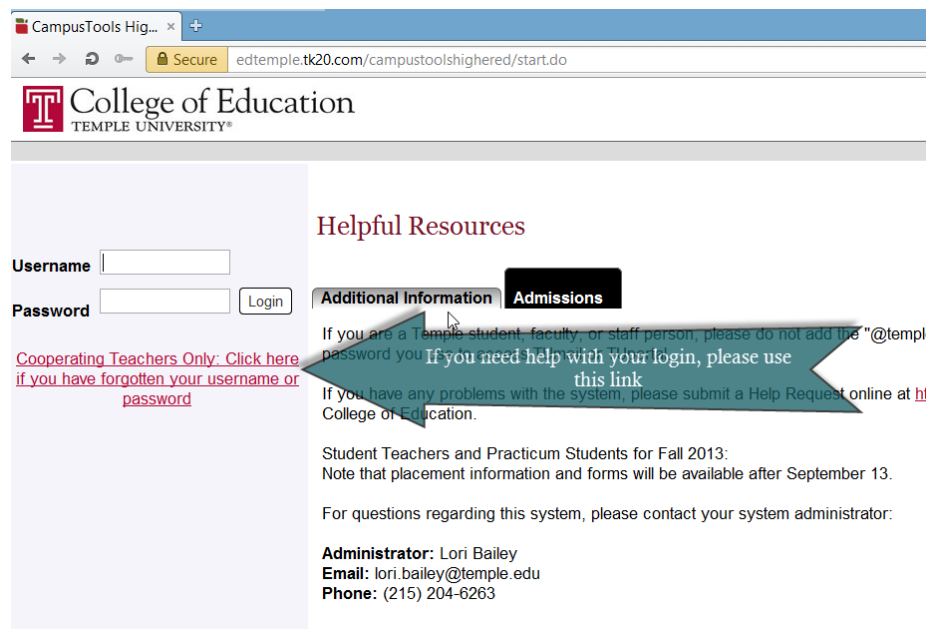 CampusTools Hig...
Secure edtemple.tk20.com/campustoolshighered/start.do
College of Education
TEMPLE UNIVERSITY®
Helpful Resources
Username
Password
Login
Cooperating Teachers Only: Click here
if you have forgotten your username or
password
Additional Information Admissions
If you are a Temple student, faculty, or staff person, please do not add the "@temple
password you
If you need help with your login, please use
this link
If you have any problems with the system, please submit a Help Request online at
College of Education.
Student Teachers and Practicum Students for Fall 2013:
Note that placement information and forms will be available after September 13.
For questions regarding this system, please contact your system administrator:
Administrator: Lori Bailey
Email: lori.bailey@temple.edu
Phone: (215) 204-6263